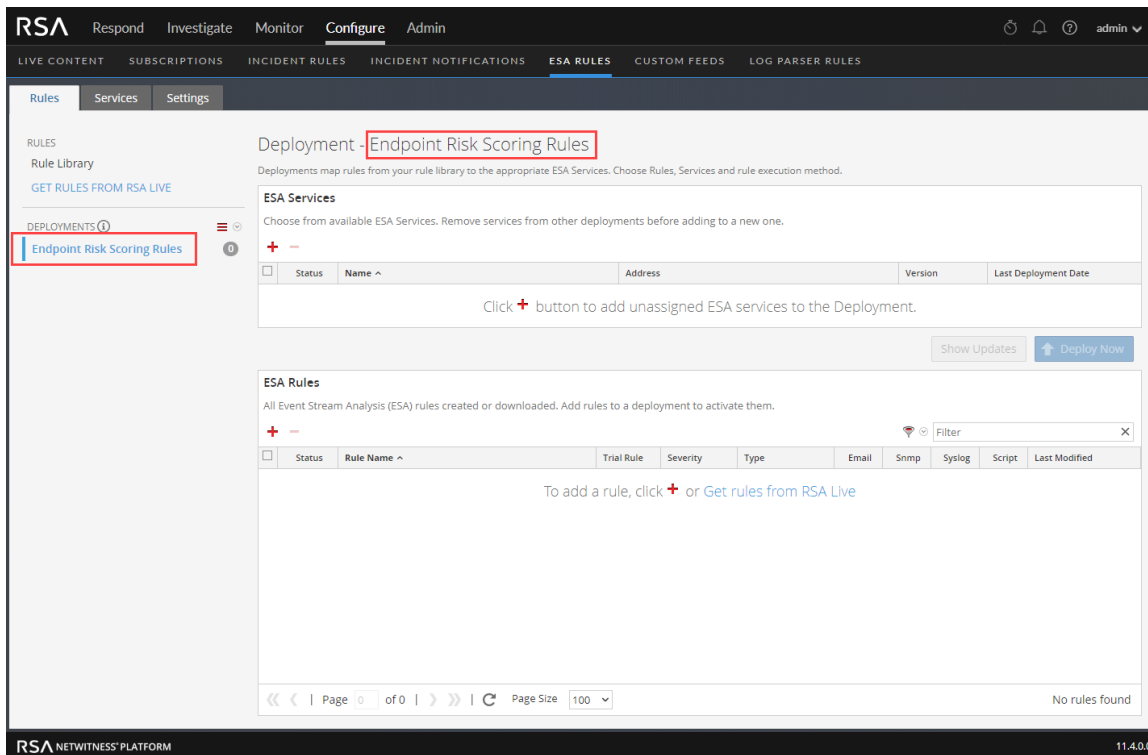 RSA Respond Investigate Monitor Configure Admin admin
LIVE CONTENT SUBSCRIPTIONS INCIDENT RULES INCIDENT NOTIFICATIONS ESA RULES CUSTOM FEEDS LOG PARSER RULES
Rules Services Settings
RULES
Rule Library
GET RULES FROM RSA LIVE
DEPLOYMENTS
Endpoint Risk Scoring Rules 0
Deployment - Endpoint Risk Scoring Rules
Deployments map rules from your rule library to the appropriate ESA Services. Choose Rules, Services and rule execution method.
ESA Services
Choose from available ESA Services. Remove services from other deployments before adding to a new one.
Status Name Address Version Last Deployment Date
Click + button to add unassigned ESA services to the Deployment.
Show Updates Deploy Now
ESA Rules
All Event Stream Analysis (ESA) rules created or downloaded. Add rules to a deployment to activate them.
Filter
Status Rule Name Trial Rule Severity Type Email Snmp Syslog Script Last Modified
To add a rule, click + or Get rules from RSA Live
Page 0 of 0 Page Size 100 No rules found
RSA NETWITNESS PLATFORM 11.4.0.